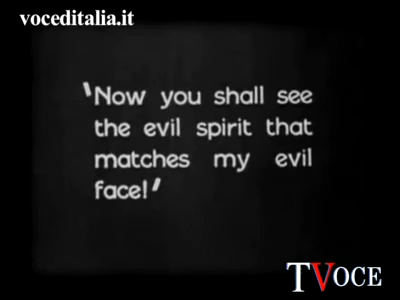 voceditalia.it
'Now you shall see
the evil spirit that
matches my evil
face!'
TVOCE